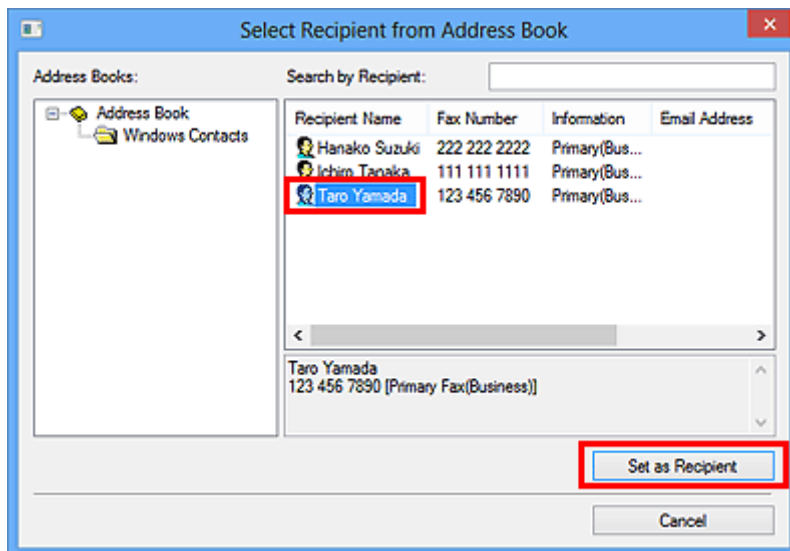 Select Recipient from Address Book
Address Books:
Search by Recipient:
Address Book
Windows Contacts
Recipient Name Fax Number Information Email Address
Hanako Suzuki 222 222 2222 Primary(Bus...
Ichiro Tanaka 111 111 1111 Primary(Bus...
Taro Yamada 123 456 7890 Primary(Bus...
Taro Yamada
123 456 7890 [Primary Fax(Business)]
Set as Recipient
Cancel